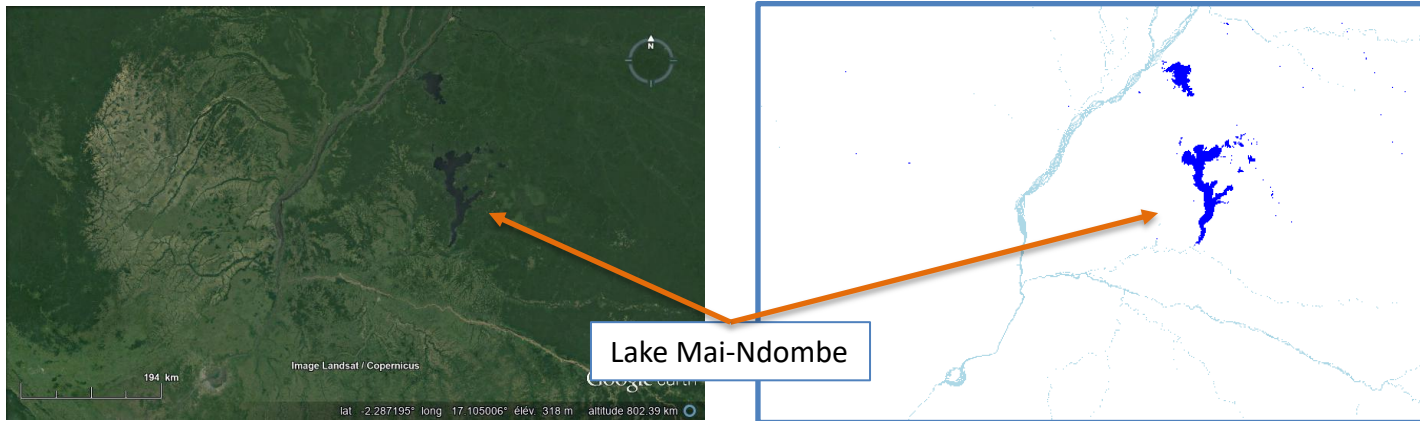 N
Lake Mai-Ndombe
Image Landsat / Copernicus
Google earth
194 km
lat -2.287195° long 17.105006° élév. 318 m altitude 802.39 km